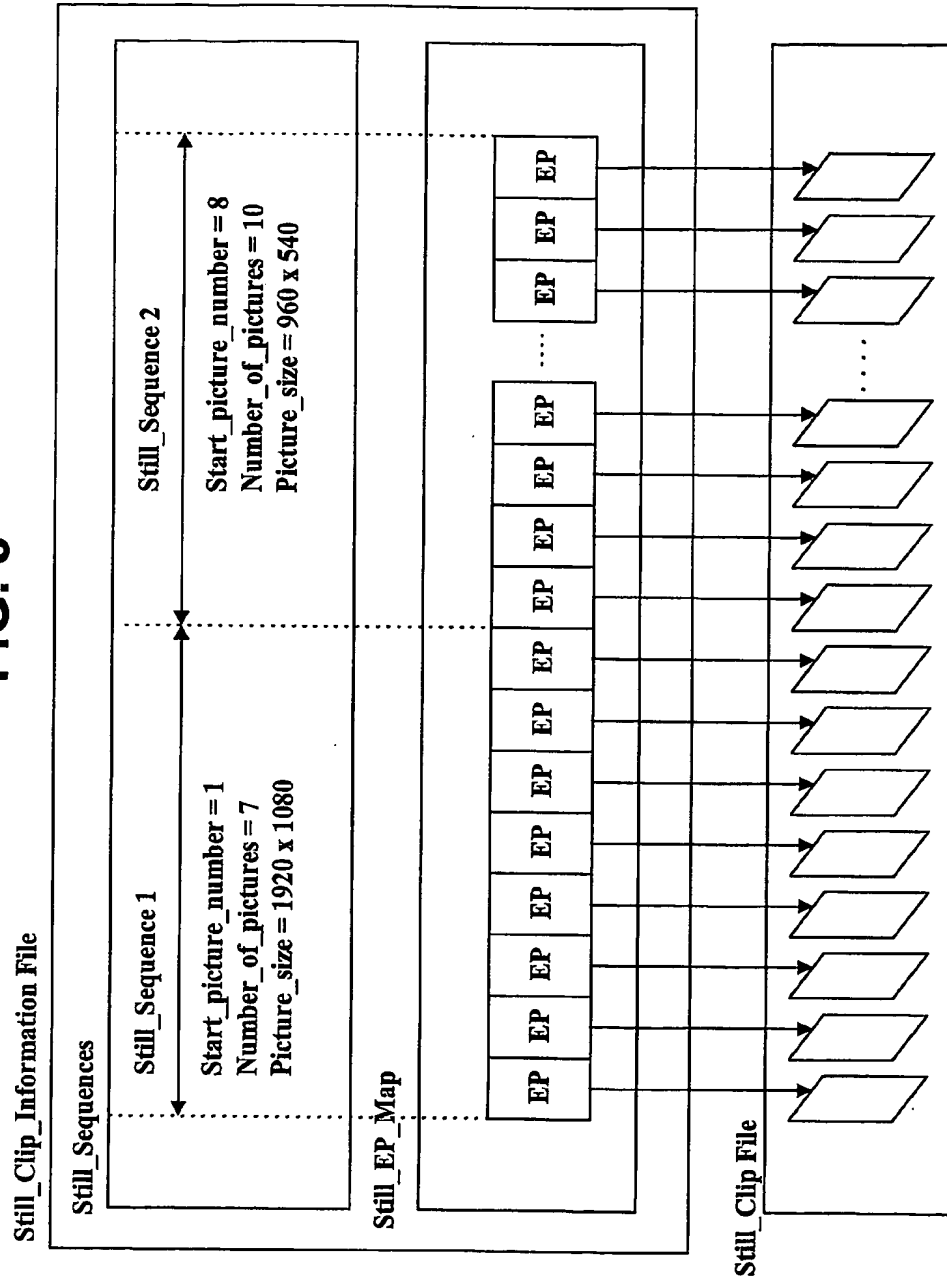 FIG.
Still_Clip_Information File
Still_Sequences
Still_Sequence 1
Start_picture_number = 1
Number_of_pictures = 7
Picture_size = 1920 x 1080
Still_Sequence 2
Start_picture_number = 8
Number_of_pictures = 10
Picture_size = 960 x 540
Still_EP_Map
EP EP EP EP EP EP EP EP EP EP EP EP ..... EP EP EP
Still_Clip File
.....